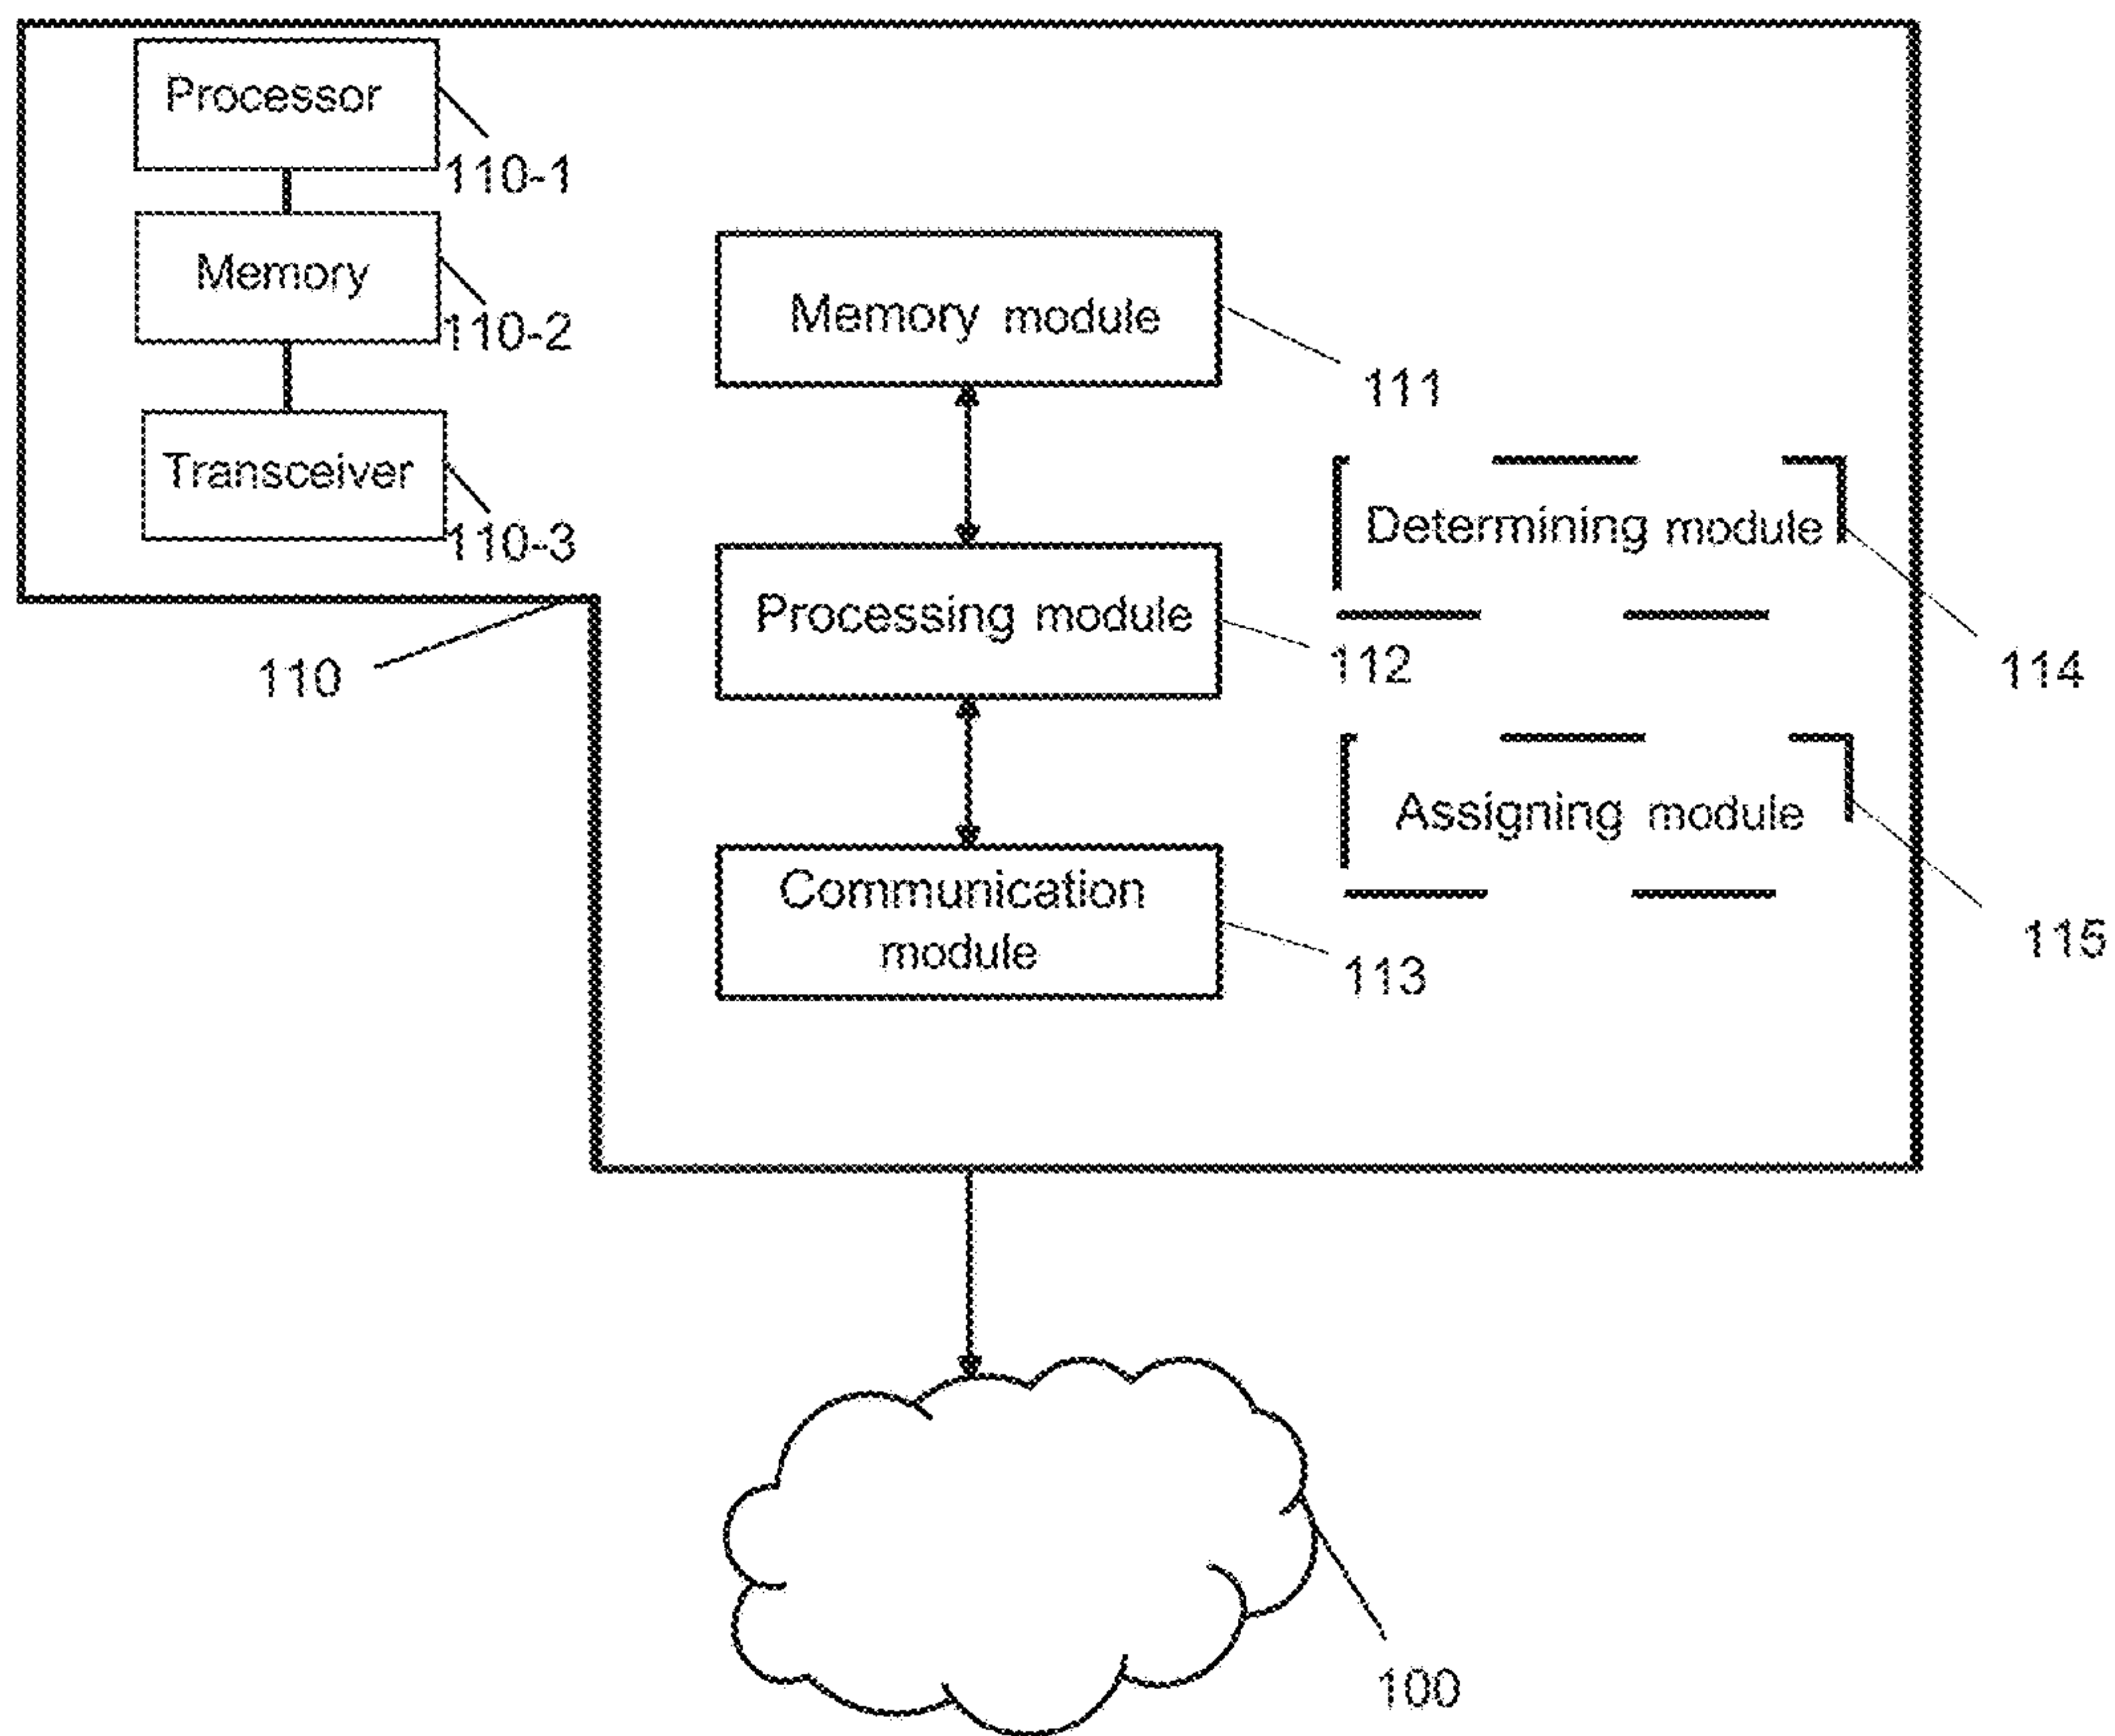 Processor
110-1
Memory
110-2
Transceiver
110-3
110
Memory module
111
Processing module
112
Communication
module
113
Determining module
114
Assigning module
115
100